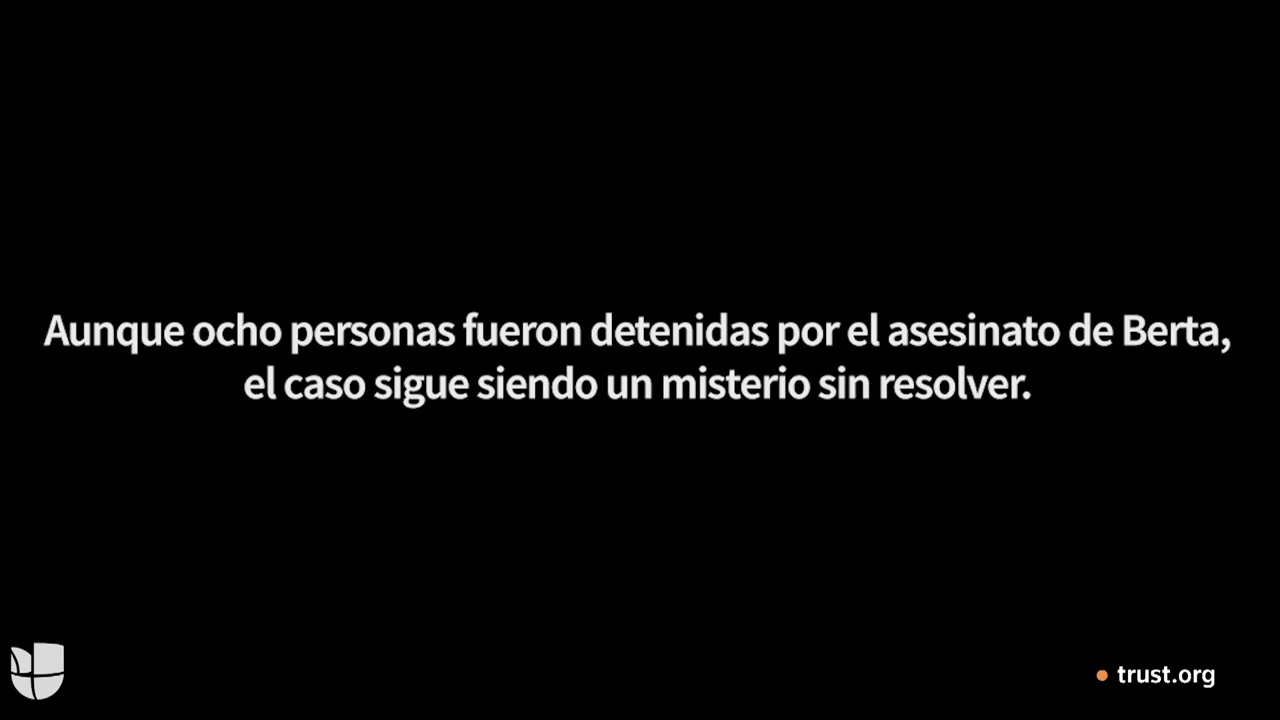 Aunque ocho personas fueron detenidas por el asesinato de Berta,
el caso sigue siendo un misterio sin resolver.
trust.org